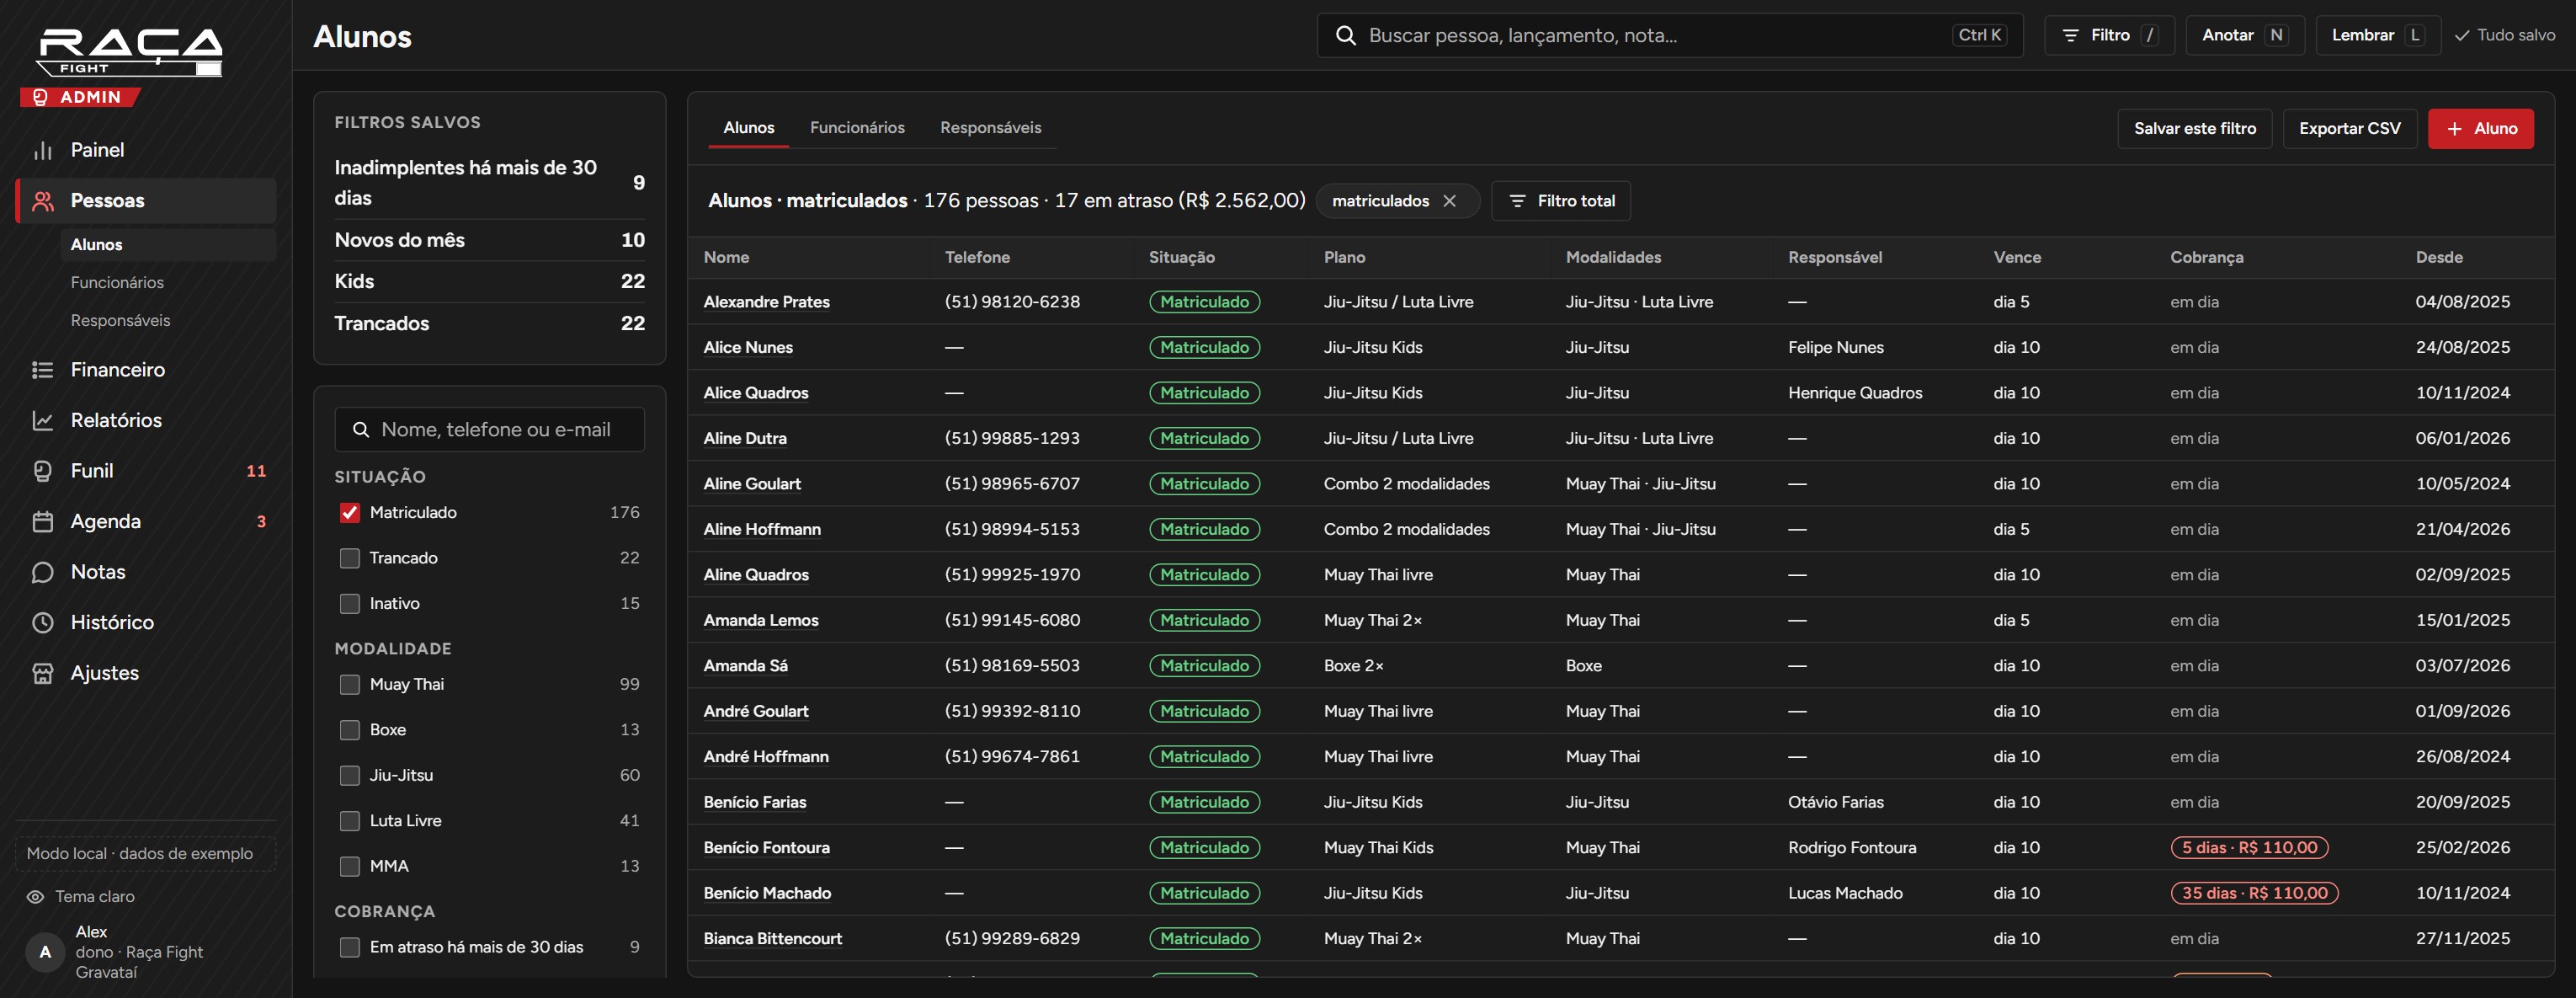 RAÇA
FIGHT
ADMIN
Painel
Pessoas
Alunos
Funcionários
Responsáveis
Financeiro
Relatórios
Funil 11
Agenda 3
Notas
Histórico
Ajustes
Modo local · dados de exemplo
Tema claro
A
Alex
dono · Raça Fight
Gravataí
Alunos
Buscar pessoa, lançamento, nota... Ctrl K
Filtro /
Anotar N
Lembrar L
Tudo salvo
FILTROS SALVOS
Inadimplentes há mais de 30
dias 9
Novos do mês 10
Kids 22
Trancados 22
Nome, telefone ou e-mail
SITUAÇÃO
Matriculado 176
Trancado 22
Inativo 15
MODALIDADE
Muay Thai 99
Boxe 13
Jiu-Jitsu 60
Luta Livre 41
MMA 13
COBRANÇA
Em atraso há mais de 30 dias 9
Alunos Funcionários Responsáveis
Salvar este filtro Exportar CSV + Aluno
Alunos · matriculados · 176 pessoas · 17 em atraso (R$ 2.562,00) matriculados × Filtro total
Nome Telefone Situação Plano Modalidades Responsável Vence Cobrança Desde
Alexandre Prates (51) 98120-6238 Matriculado Jiu-Jitsu / Luta Livre Jiu-Jitsu · Luta Livre — dia 5 em dia 04/08/2025
Alice Nunes — Matriculado Jiu-Jitsu Kids Jiu-Jitsu Felipe Nunes dia 10 em dia 24/08/2025
Alice Quadros — Matriculado Jiu-Jitsu Kids Jiu-Jitsu Henrique Quadros dia 10 em dia 10/11/2024
Aline Dutra (51) 99885-1293 Matriculado Jiu-Jitsu / Luta Livre Jiu-Jitsu · Luta Livre — dia 10 em dia 06/01/2026
Aline Goulart (51) 98965-6707 Matriculado Combo 2 modalidades Muay Thai · Jiu-Jitsu — dia 10 em dia 10/05/2024
Aline Hoffmann (51) 98994-5153 Matriculado Combo 2 modalidades Muay Thai · Jiu-Jitsu — dia 5 em dia 21/04/2026
Aline Quadros (51) 99925-1970 Matriculado Muay Thai livre Muay Thai — dia 10 em dia 02/09/2025
Amanda Lemos (51) 99145-6080 Matriculado Muay Thai 2× Muay Thai — dia 5 em dia 15/01/2025
Amanda Sá (51) 98169-5503 Matriculado Boxe 2× Boxe — dia 10 em dia 03/07/2026
André Goulart (51) 99392-8110 Matriculado Muay Thai livre Muay Thai — dia 10 em dia 01/09/2026
André Hoffmann (51) 99674-7861 Matriculado Muay Thai livre Muay Thai — dia 10 em dia 26/08/2024
Benício Farias — Matriculado Jiu-Jitsu Kids Jiu-Jitsu Otávio Farias dia 10 em dia 20/09/2025
Benício Fontoura — Matriculado Muay Thai Kids Muay Thai Rodrigo Fontoura dia 10 5 dias · R$ 110,00 25/02/2026
Benício Machado — Matriculado Jiu-Jitsu Kids Jiu-Jitsu Lucas Machado dia 10 35 dias · R$ 110,00 10/11/2024
Bianca Bittencourt (51) 99289-6829 Matriculado Muay Thai 2× Muay Thai — dia 10 em dia 27/11/2025